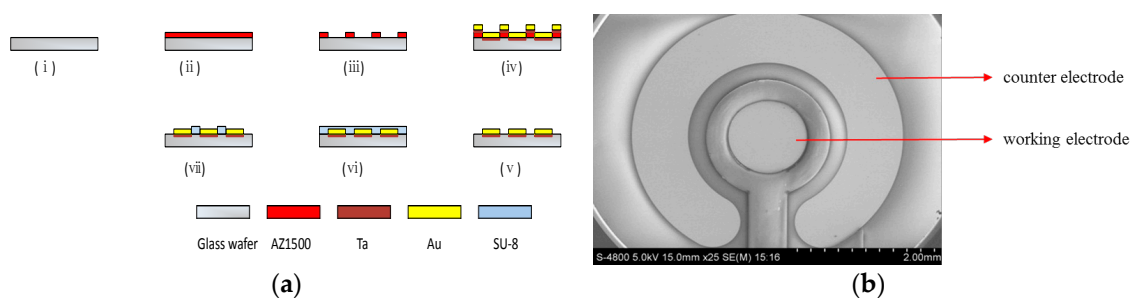 (ⅰ)
(ⅱ)
(ⅲ)
(ⅳ)
(ⅶ)
(ⅵ)
(ⅴ)
Glass wafer
AZ1500
Ta
Au
SU-8
(a)
counter electrode
working electrode
S-4800 5.0kV 15.0mm x25 SE(M) 15:16
2.00mm
(b)